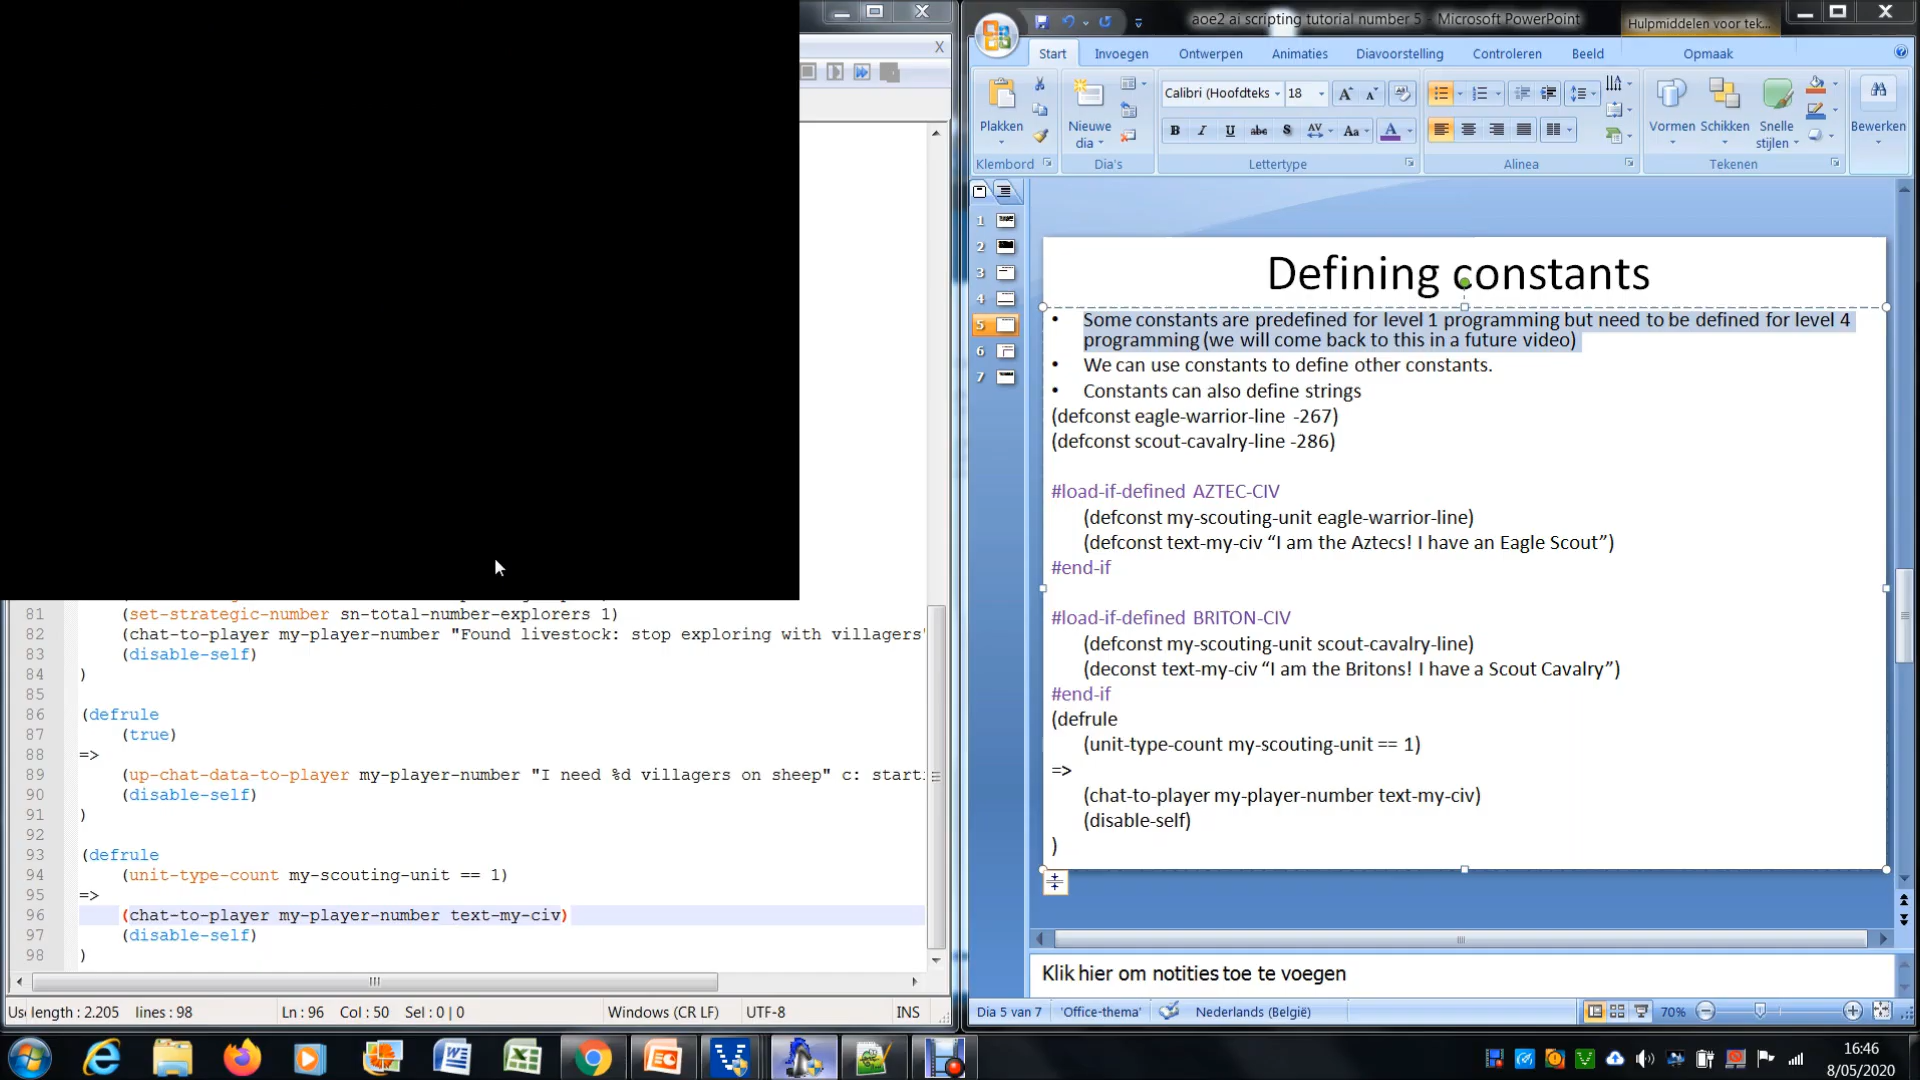 aoe2 ai scripting tutorial number 5 - Microsoft PowerPoint
Hulpmiddelen voor tek...
Start
Invoegen
Ontwerpen
Animaties
Diavoorstelling
Controleren
Beeld
Opmaak
Calibri (Hoofdteks
18
Plakken
Nieuwe
dia
Vormen
Schikken
Snelle
stijlen
Bewerken
Klembord
Dia's
Lettertype
Alinea
Tekenen
1
2
3
4
5
6
7
Defining constants
• Some constants are predefined for level 1 programming but need to be defined for level 4
programming (we will come back to this in a future video)
• We can use constants to define other constants.
• Constants can also define strings
(defconst eagle-warrior-line -267)
(defconst scout-cavalry-line -286)
#load-if-defined AZTEC-CIV
(defconst my-scouting-unit eagle-warrior-line)
(defconst text-my-civ “I am the Aztecs! I have an Eagle Scout”)
#end-if
#load-if-defined BRITON-CIV
(defconst my-scouting-unit scout-cavalry-line)
(deconst text-my-civ “I am the Britons! I have a Scout Cavalry”)
#end-if
(defrule
(unit-type-count my-scouting-unit == 1)
=>
(chat-to-player my-player-number text-my-civ)
(disable-self)
)
Klik hier om notities toe te voegen
Dia 5 van 7
'Office-thema'
Nederlands (België)
70%
81 (set-strategic-number sn-total-number-explorers 1)
82 (chat-to-player my-player-number "Found livestock: stop exploring with villagers"
83 (disable-self)
84 )
85
86 (defrule
87 (true)
88 =>
89 (up-chat-data-to-player my-player-number "I need %d villagers on sheep" c: start
90 (disable-self)
91 )
92
93 (defrule
94 (unit-type-count my-scouting-unit == 1)
95 =>
96 (chat-to-player my-player-number text-my-civ)
97 (disable-self)
98 )
length : 2.205 lines : 98
Ln : 96 Col : 50 Sel : 0 | 0
Windows (CR LF)
UTF-8
INS
16:46
8/05/2020